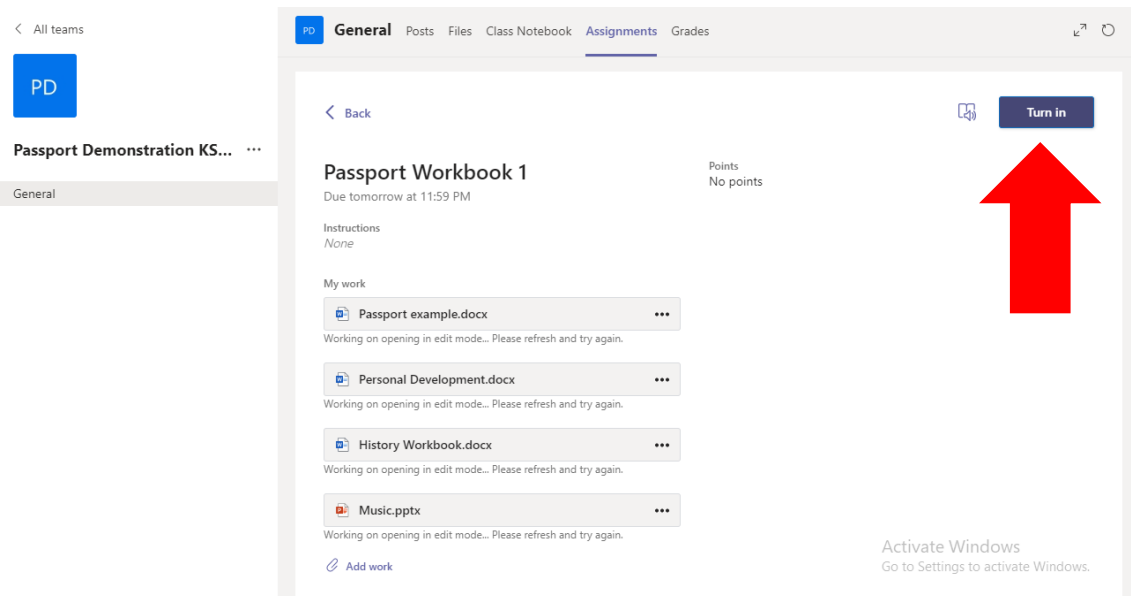 All teams
PD
Passport Demonstration KS... ...
General
PD General Posts Files Class Notebook Assignments Grades
Back
Turn in
Passport Workbook 1
Due tomorrow at 11:59 PM
Points
No points
Instructions
None
My work
Passport example.docx
Working on opening in edit mode... Please refresh and try again.
Personal Development.docx
Working on opening in edit mode... Please refresh and try again.
History Workbook.docx
Working on opening in edit mode... Please refresh and try again.
Music.pptx
Working on opening in edit mode... Please refresh and try again.
Add work
Activate Windows
Go to Settings to activate Windows.